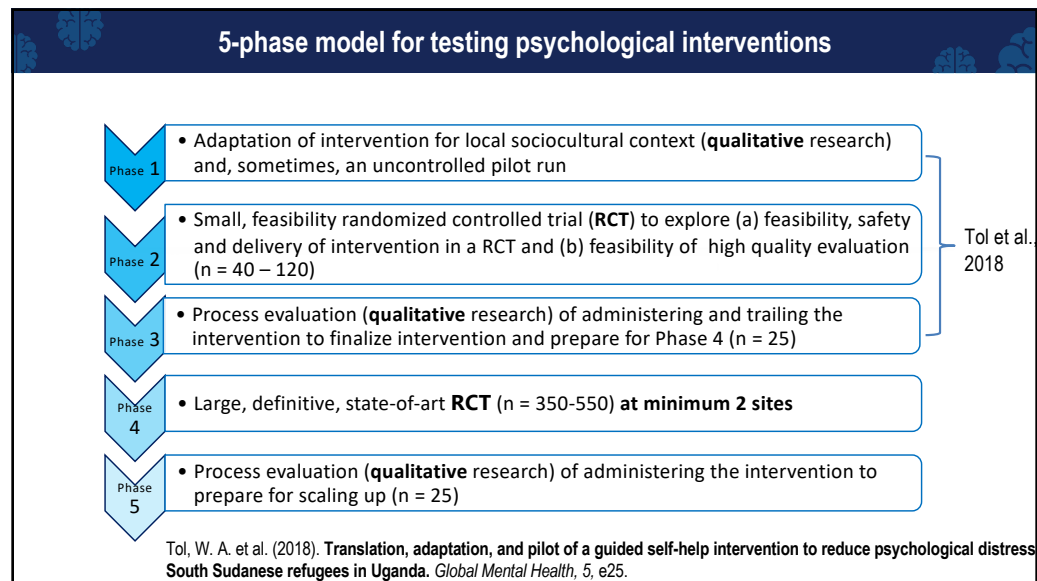 5-phase model for testing psychological interventions
Phase 1
• Adaptation of intervention for local sociocultural context (qualitative research)
and, sometimes, an uncontrolled pilot run
Phase 2
• Small, feasibility randomized controlled trial (RCT) to explore (a) feasibility, safety
and delivery of intervention in a RCT and (b) feasibility of high quality evaluation
(n = 40 – 120)
Phase 3
• Process evaluation (qualitative research) of administering and trailing the
intervention to finalize intervention and prepare for Phase 4 (n = 25)
Tol et al.,
2018
Phase
4
• Large, definitive, state-of-art RCT (n = 350-550) at minimum 2 sites
Phase
5
• Process evaluation (qualitative research) of administering the intervention to
prepare for scaling up (n = 25)
Tol, W. A. et al. (2018). Translation, adaptation, and pilot of a guided self-help intervention to reduce psychological distress
South Sudanese refugees in Uganda. Global Mental Health, 5, e25.